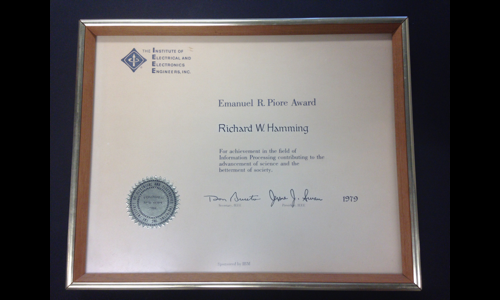 THE INSTITUTE OF
ELECTRICAL AND
ELECTRONICS
ENGINEERS, INC.
Emanuel R. Piore Award
Richard W. Hamming
For achievement in the field of
Information Processing contributing to the
advancement of science and the
betterment of society.
1979